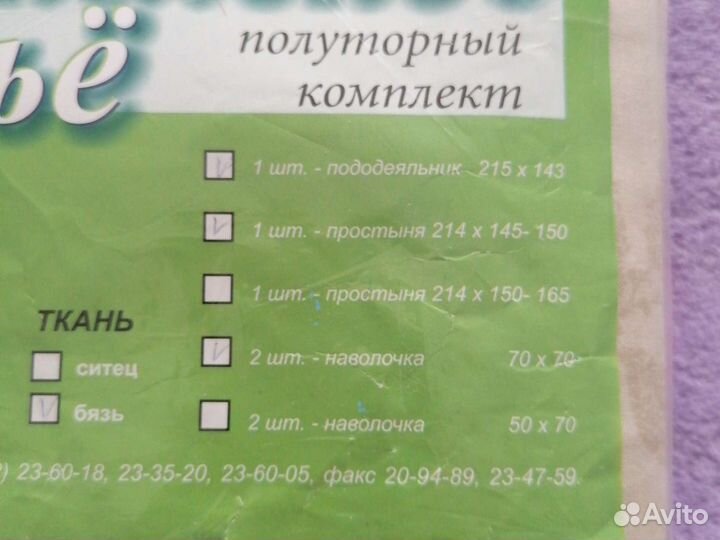 ьё
полуторный
комплект
1 шт. - пододеяльник 215 х 143
1 шт. - простыня 214 х 145- 150
1 шт. - простыня 214 х 150- 165
ТКАНЬ
2 шт. - наволочка 70 х 70
ситец
бязь
2 шт. - наволочка 50 х 70
) 23-60-18, 23-35-20, 23-60-05, факс 20-94-89, 23-47-59.
Avito